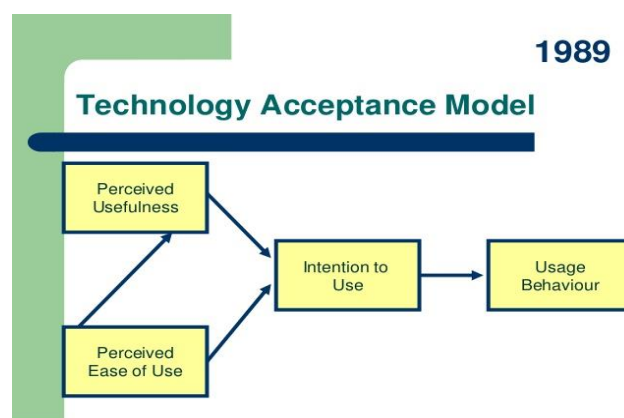 1989
Technology Acceptance Model
Perceived
Usefulness
Intention to
Use
Usage
Behaviour
Perceived
Ease of Use